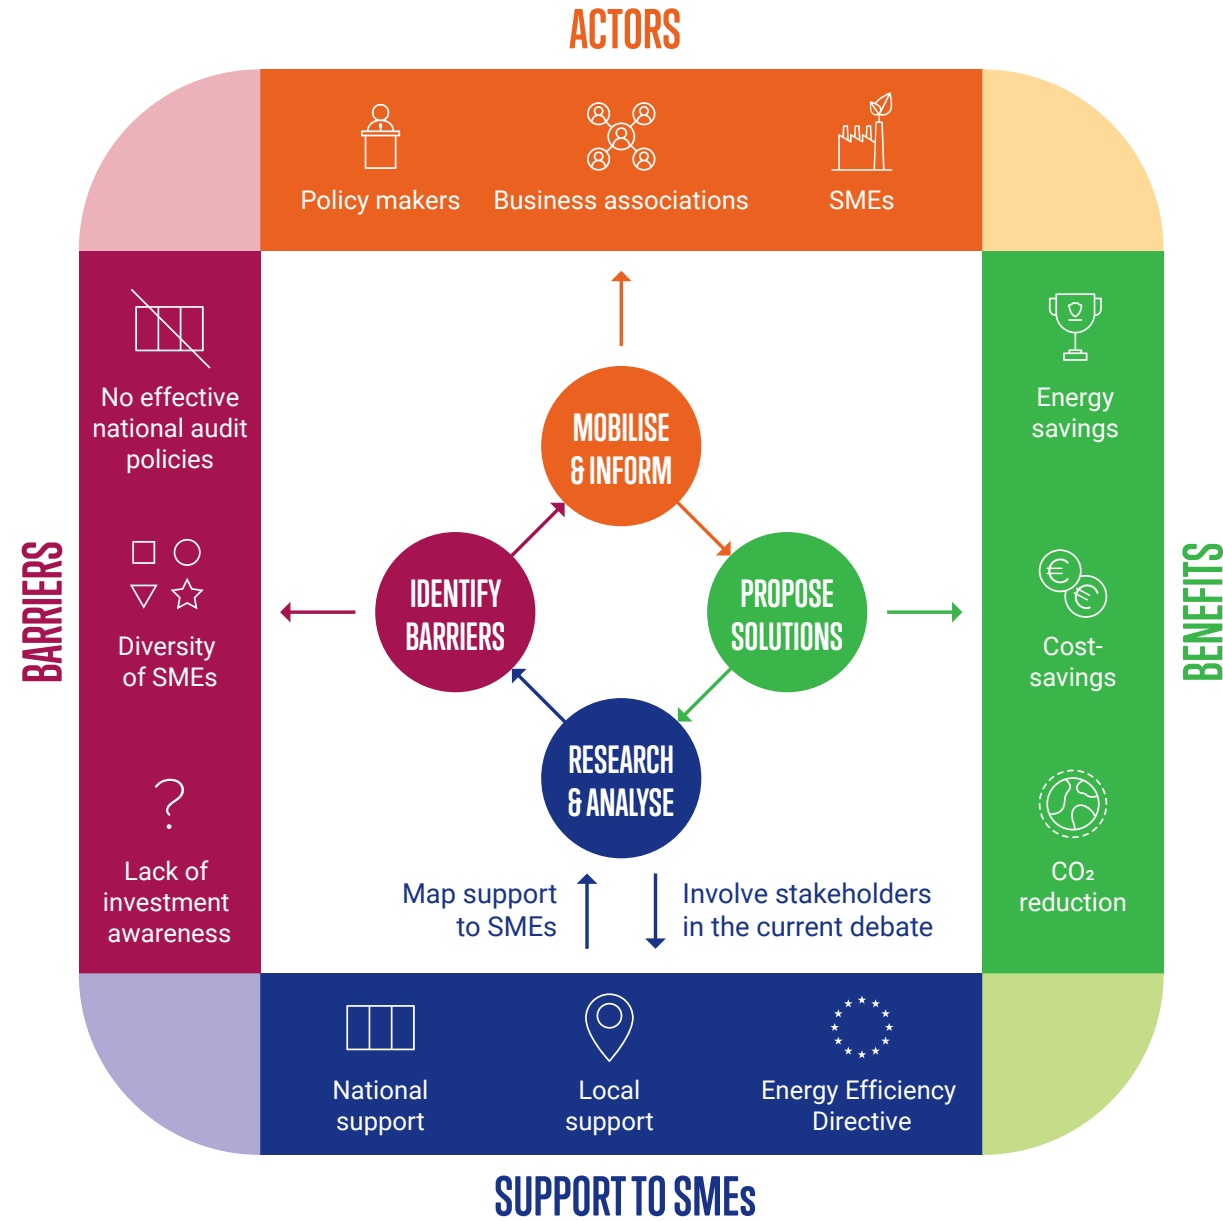 ACTORS
Policy makers
Business associations
SMEs
BARRIERS
No effective
national audit
policies
Diversity
of SMEs
Lack of
investment
awareness
MOBILISE
& INFORM
IDENTIFY
BARRIERS
PROPOSE
SOLUTIONS
RESEARCH
& ANALYSE
Map support
to SMEs
Involve stakeholders
in the current debate
BENEFITS
Energy
savings
Cost-
savings
CO₂
reduction
National
support
Local
support
Energy Efficiency
Directive
SUPPORT TO SMEs